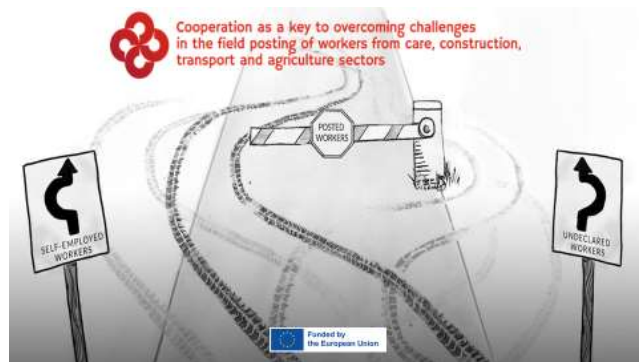 Cooperation as a key to overcoming challenges
in the field posting of workers from care, construction,
transport and agriculture sectors
POSTED
WORKERS
SELF-EMPLOYED
WORKERS
UNDECLARED
WORKERS
Funded by
the European Union